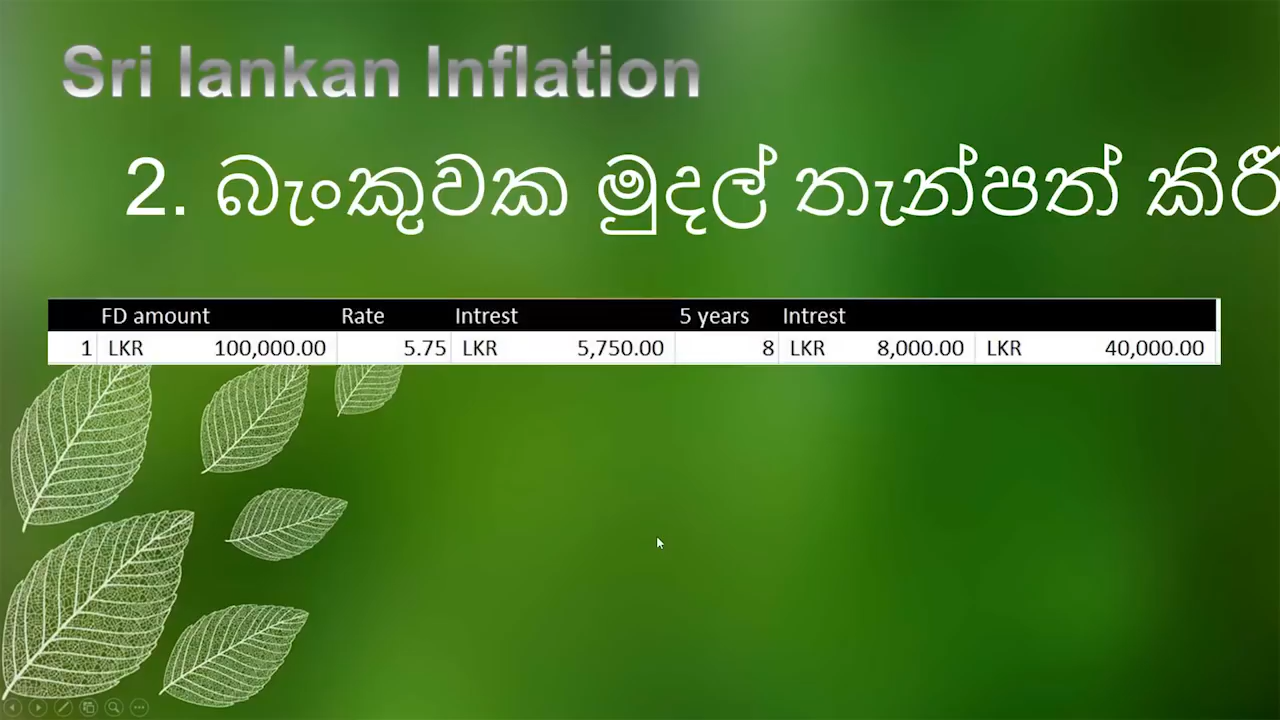 Sri lankan Inflation
2. බැංකුවක මුදල් තැන්පත් කිරී
FD amount Rate Intrest 5 years Intrest
1 LKR 100,000.00 5.75 LKR 5,750.00 8 LKR 8,000.00 LKR 40,000.00